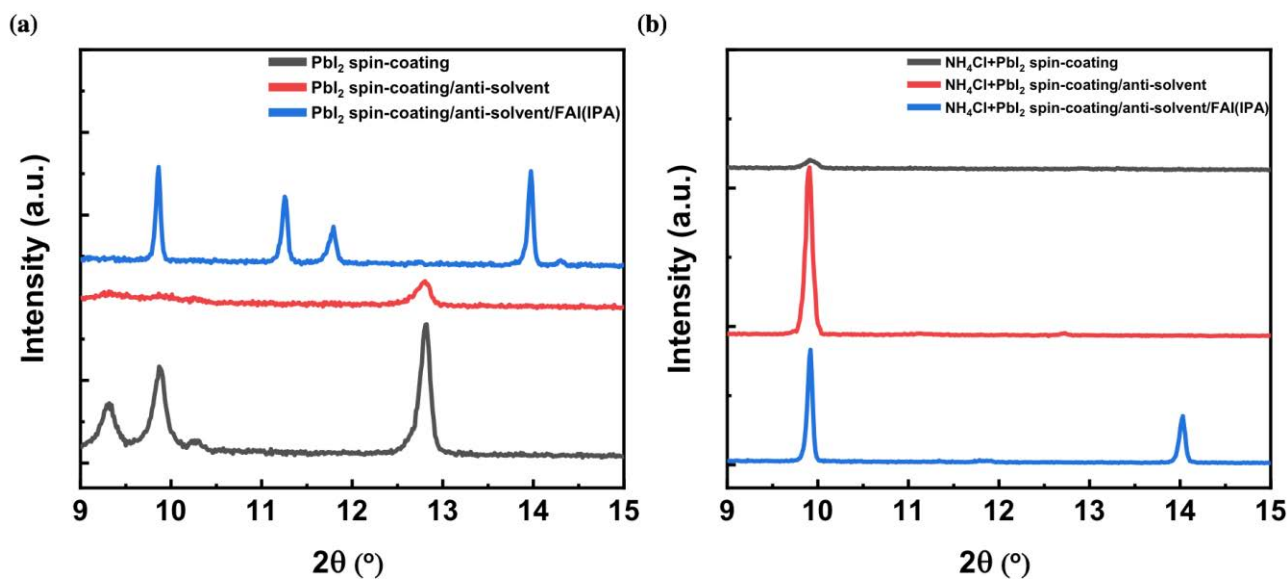 (a)
PbI₂ spin-coating
PbI₂ spin-coating/anti-solvent
PbI₂ spin-coating/anti-solvent/FAI(IPA)
Intensity (a.u.)
9 10 11 12 13 14 15
2θ (º)
(b)
NH₄Cl+PbI₂ spin-coating
NH₄Cl+PbI₂ spin-coating/anti-solvent
NH₄Cl+PbI₂ spin-coating/anti-solvent/FAI(IPA)
Intensity (a.u.)
9 10 11 12 13 14 15
2θ (º)